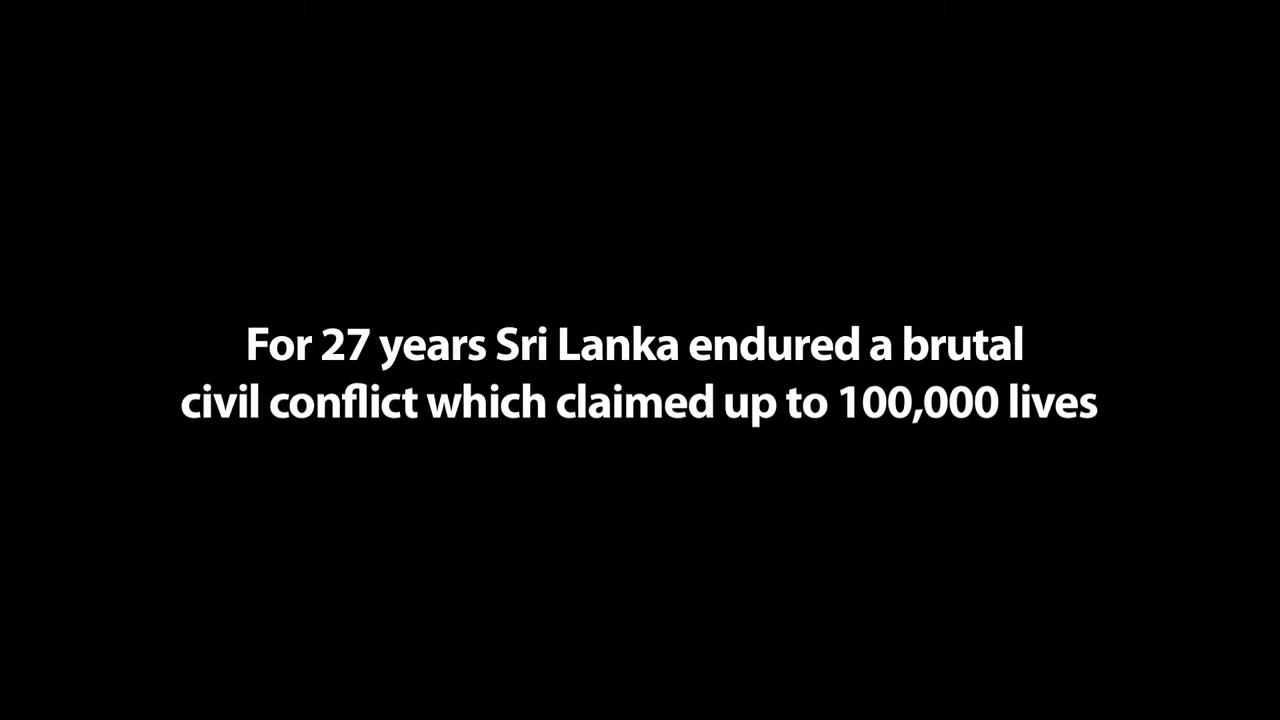 For 27 years Sri Lanka endured a brutal
civil conflict which claimed up to 100,000 lives